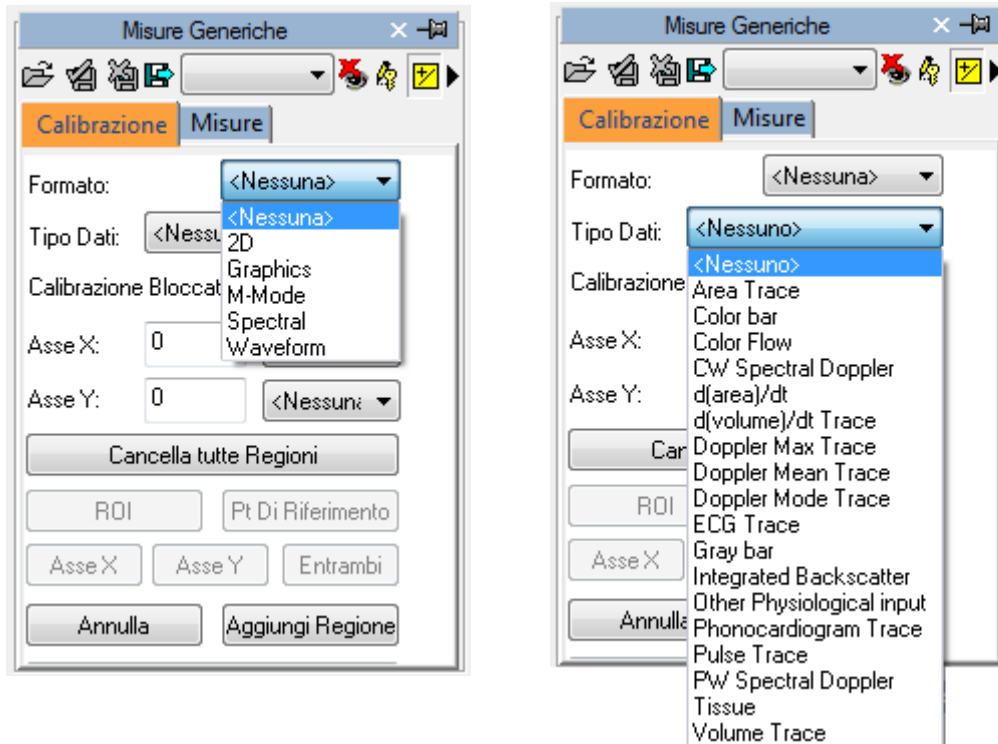 Misure Generiche
Calibrazione Misure
Formato: <Nessuna>
<Nessuna>
2D
Graphics
M-Mode
Spectral
Waveform
Tipo Dati: <Nessu
Calibrazione Bloccat
Asse X: 0
Asse Y: 0 <Nessuna
Cancella tutte Regioni
ROI Pt Di Riferimento
Asse X Asse Y Entrambi
Annulla Aggiungi Regione
Misure Generiche
Calibrazione Misure
Formato: <Nessuna>
Tipo Dati: <Nessuno>
<Nessuno>
Area Trace
Color bar
Color Flow
CW Spectral Doppler
d(area)/dt
d(volume)/dt Trace
Doppler Max Trace
Doppler Mean Trace
Doppler Mode Trace
ECG Trace
Gray bar
Integrated Backscatter
Other Physiological input
Phonocardiogram Trace
Pulse Trace
PW Spectral Doppler
Tissue
Volume Trace
Calibrazione
Asse X:
Asse Y:
Can
ROI
Asse X
Annulla